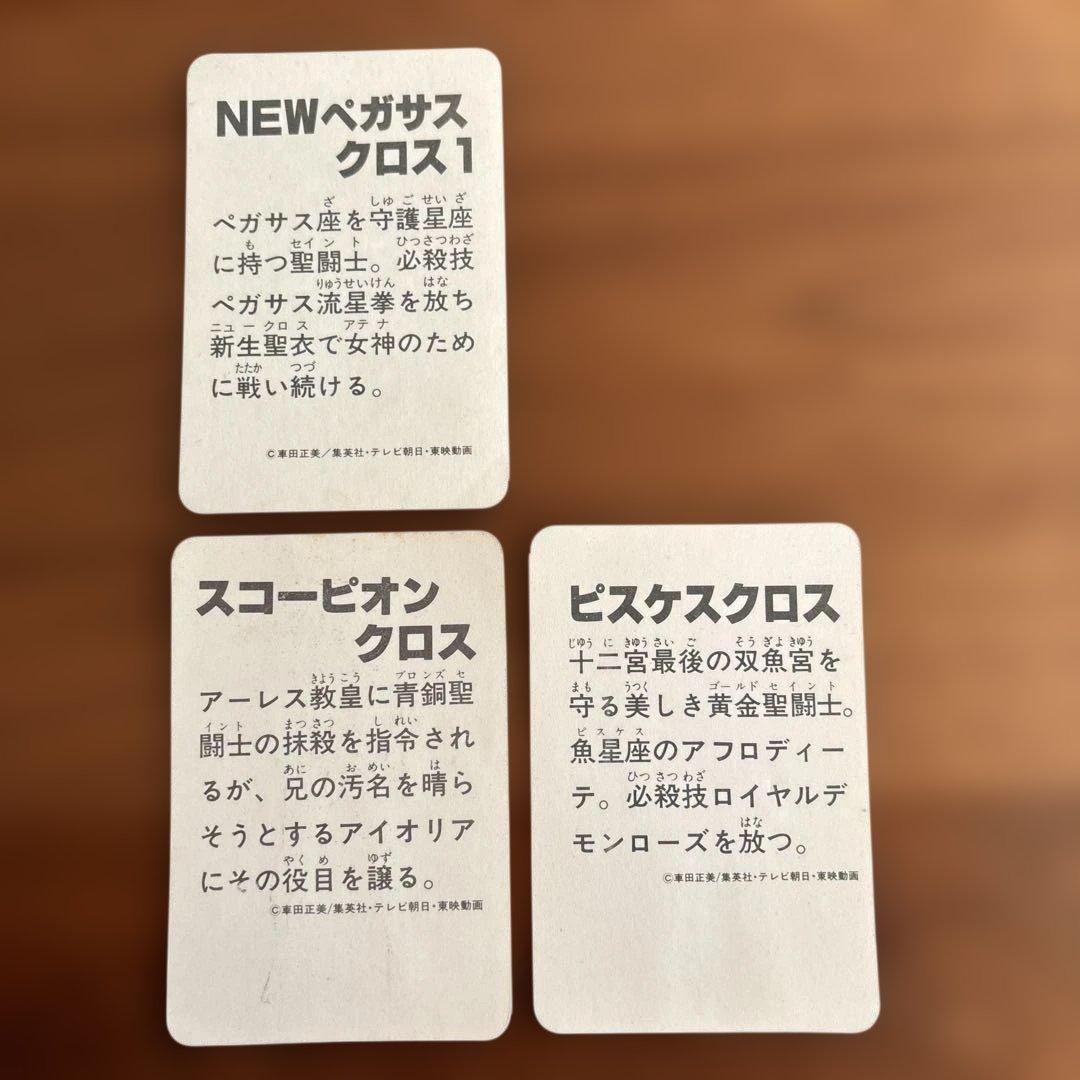 NEWペガサス
クロス1
ペガサス座を守護星座
に持つ聖闘士。必殺技
ペガサス流星拳を放ち
新生聖衣で女神のため
に戦い続ける。
©車田正美／集英社・テレビ朝日・東映動画
スコーピオン
クロス
アーレス教皇に青銅聖
闘士の抹殺を指令され
るが、兄の汚名を晴ら
そうとするアイオリア
にその役目を譲る。
©車田正美/集英社・テレビ朝日・東映動画
ピスケスクロス
十二宮最後の双魚宮を
守る美しき黄金聖闘士。
魚星座のアフロディー
テ。必殺技ロイヤルデ
モンローズを放つ。
©車田正美/集英社・テレビ朝日・東映動画